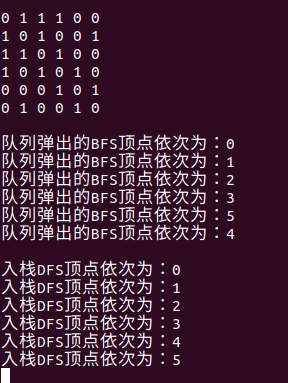 0 1 1 1 0 0
1 0 1 0 0 1
1 1 0 1 0 0
1 0 1 0 1 0
0 0 0 1 0 1
0 1 0 0 1 0
队列弹出的BFS顶点依次为：0
队列弹出的BFS顶点依次为：1
队列弹出的BFS顶点依次为：2
队列弹出的BFS顶点依次为：3
队列弹出的BFS顶点依次为：5
队列弹出的BFS顶点依次为：4
入栈DFS顶点依次为：0
入栈DFS顶点依次为：1
入栈DFS顶点依次为：2
入栈DFS顶点依次为：3
入栈DFS顶点依次为：4
入栈DFS顶点依次为：5